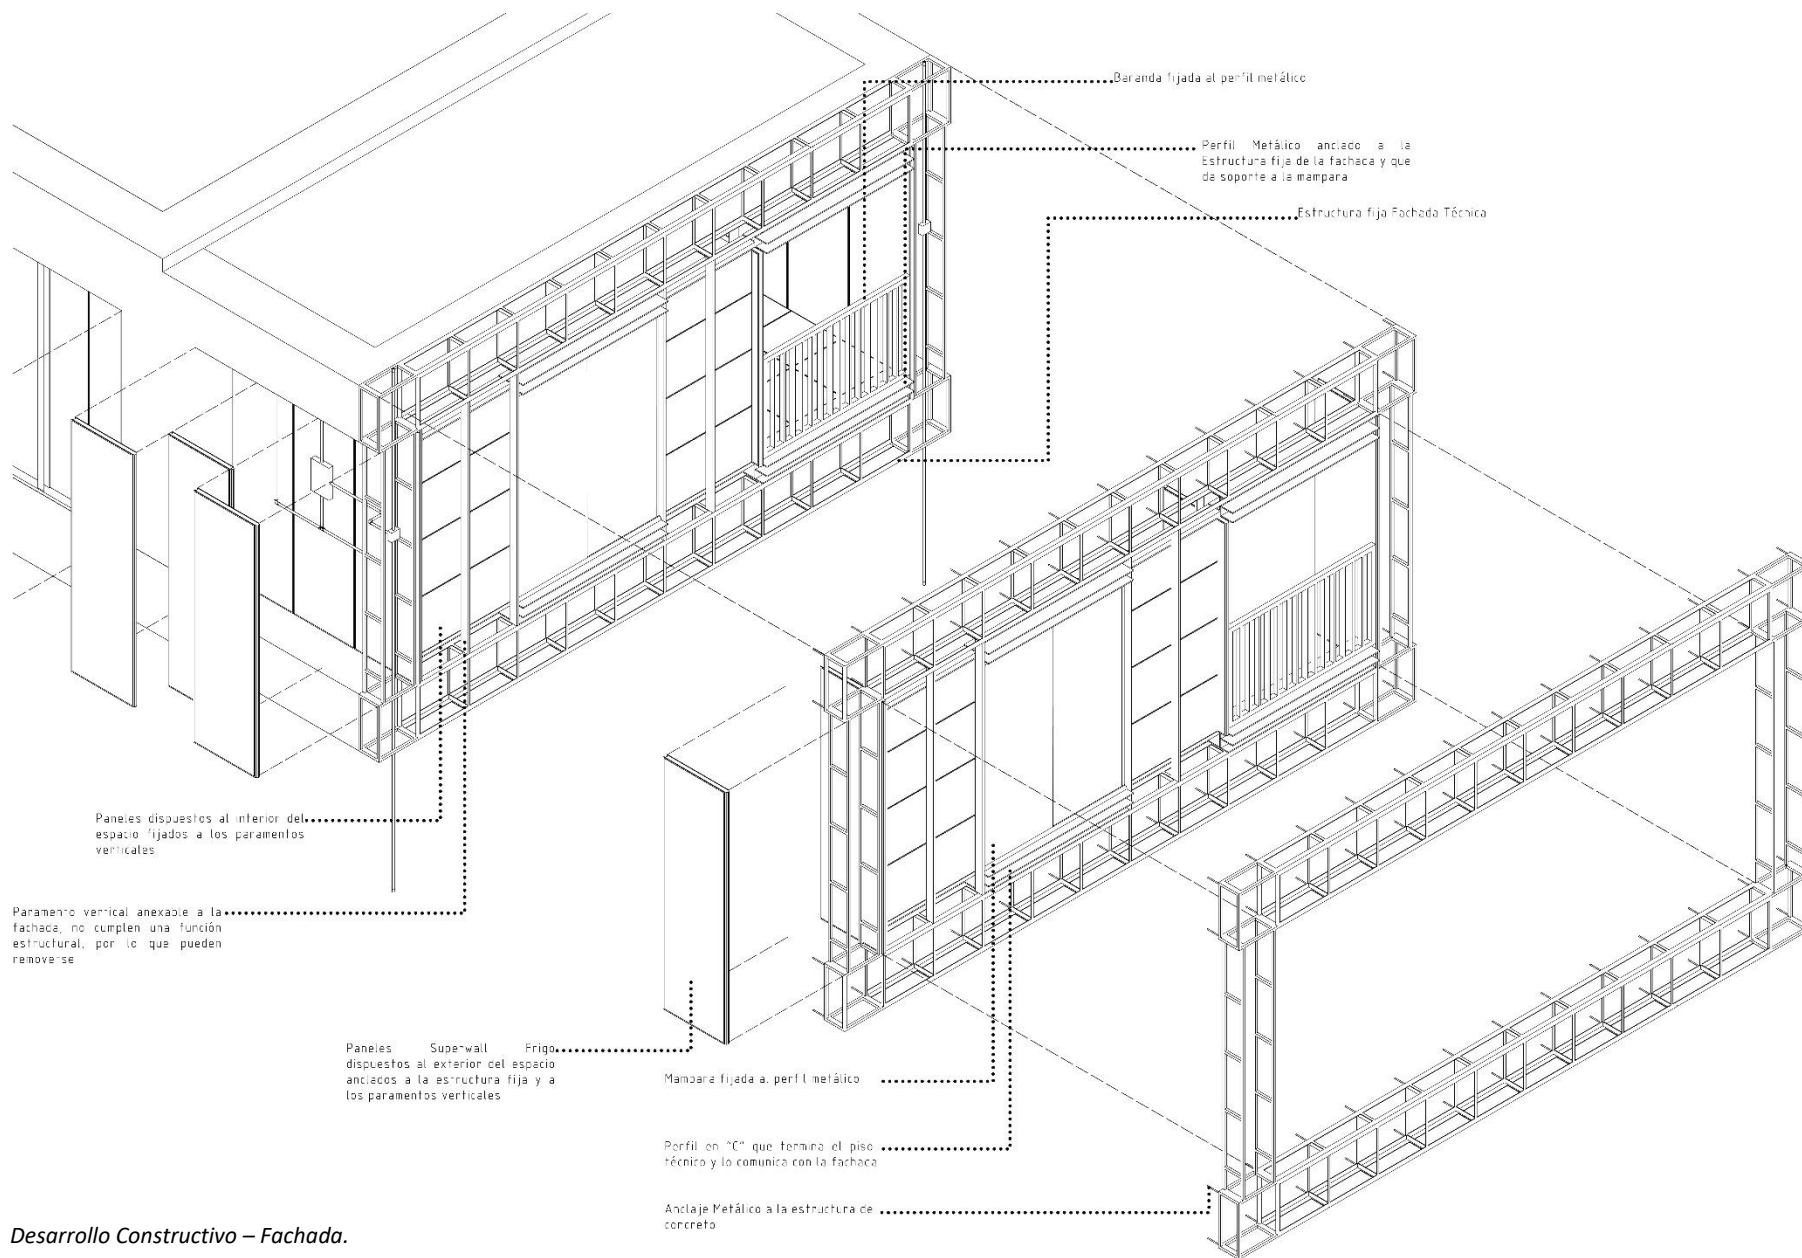 Baranda fijada al perfil metálico
Perfil Metálico anclado a la
Estructura fija de la fachaca y que
da soporte a la mampara
Estructura fija Fachada Técnica
Paneles dispuestos al interior del
espacio fijados a los paramentos
verticales
Paramento vertical anexable a la
fachada, no cumplen una función
estructural, por lo que pueden
removerse
Paneles Superwall Frigo
dispuestos al exterior del espacio
anclados a la estructura fija y a
los paramentos verticales
Mampara fijada al perfil metálico
Perfil en "C" que termina el piso
técnico y lo comunica con la fachaca
Anclaje Metálico a la estructura de
concreto
Desarrollo Constructivo – Fachada.